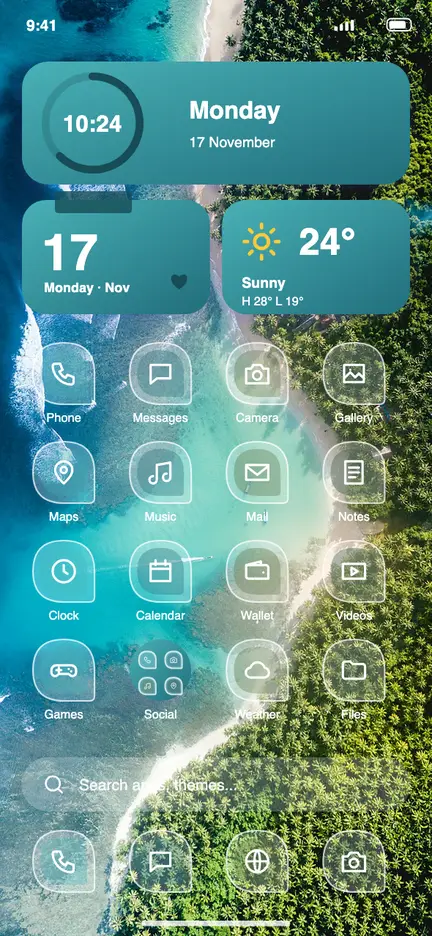 9:41
10:24
Monday
17 November
17
Monday · Nov
24°
Sunny
H 28° L 19°
Phone
Messages
Camera
Gallery
Maps
Music
Mail
Notes
Clock
Calendar
Wallet
Videos
Games
Social
Weather
Files
Search apps, themes...